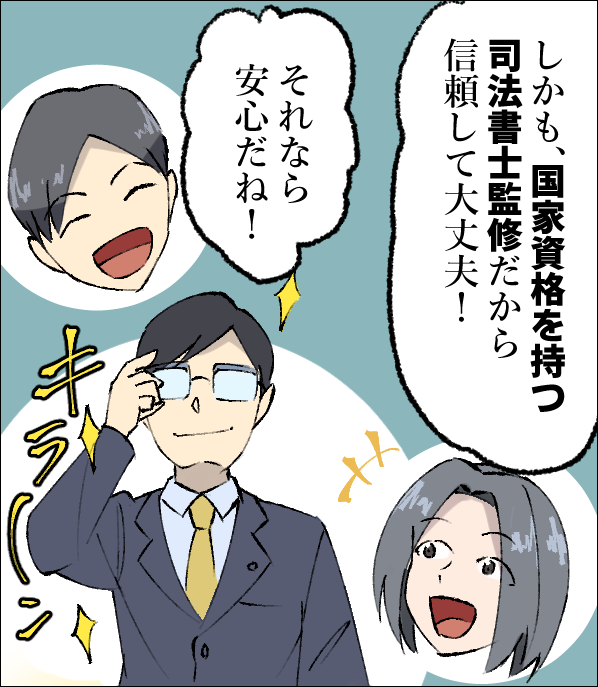 しかも、国家資格を持つ
司法書士監修だから
信頼して大丈夫!
それなら
安心だね!
キラーン